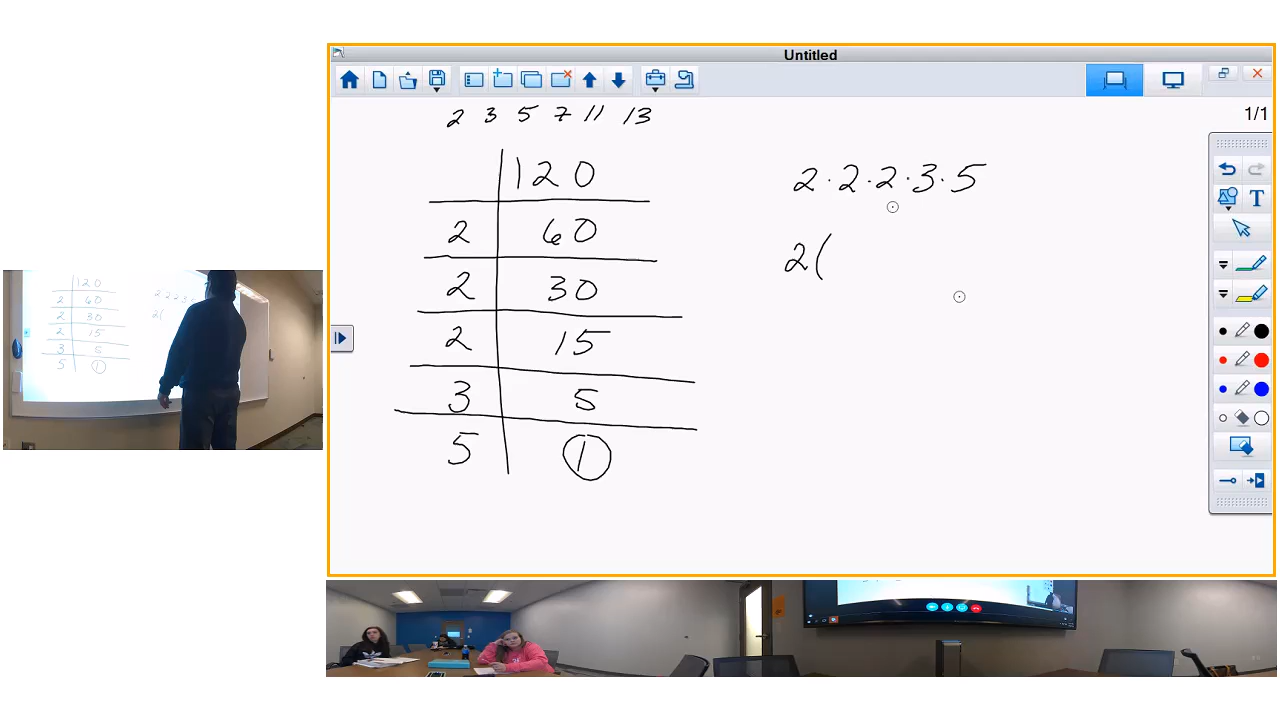 Untitled
1/1
2 3 5 7 11 13
120
2 60
2 30
2 15
3 5
5 1
2 · 2 · 2 · 3 · 5
2(
T